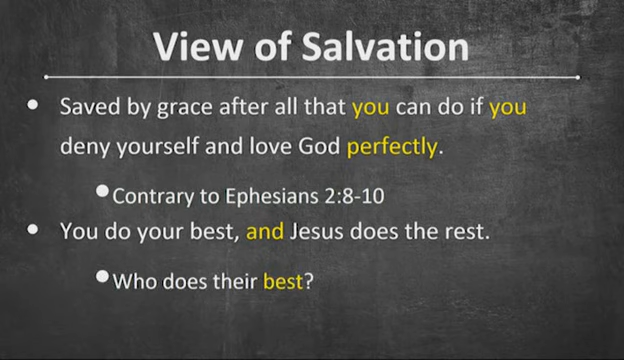 View of Salvation
• Saved by grace after all that you can do if you
deny yourself and love God perfectly.
• Contrary to Ephesians 2:8-10
• You do your best, and Jesus does the rest.
• Who does their best?